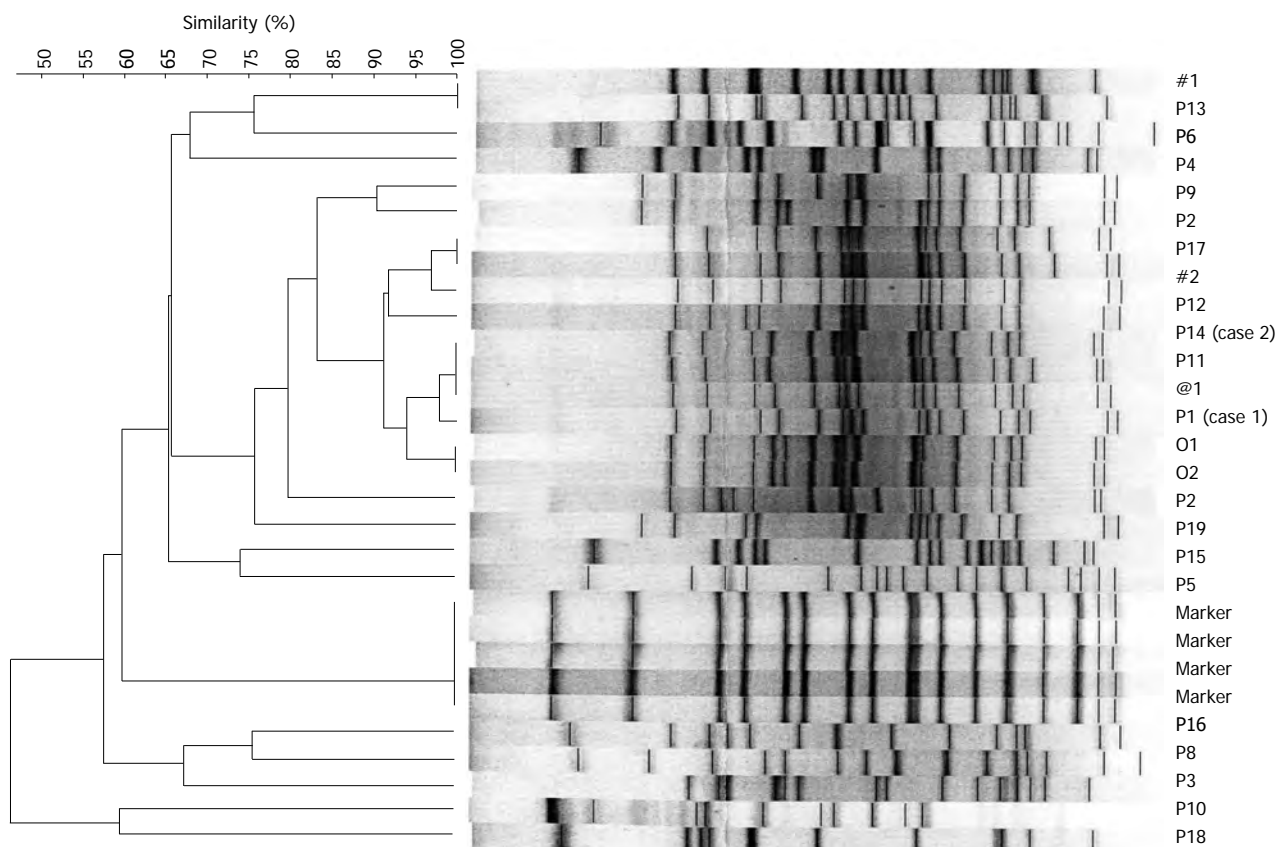 Similarity (%)
50 55 60 65 70 75 80 85 90 95 100
#1
P13
P6
P4
P9
P2
P17
#2
P12
P14 (case 2)
P11
@1
P1 (case 1)
O1
O2
P2
P19
P15
P5
Marker
Marker
Marker
Marker
P16
P8
P3
P10
P18